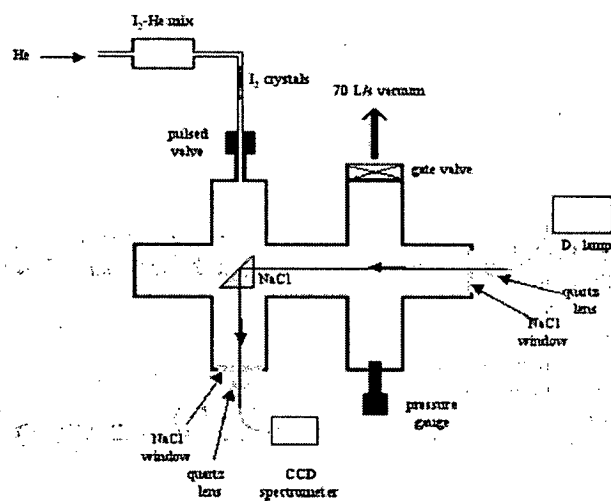 I₂-He mix
He
I₂ crystals
70 L/s vacuum
pulsed
valve
gate valve
D₂ lamp
NaCl
quartz
lens
NaCl
window
pressure
gauge
NaCl
window
quartz
lens
CCD
spectrometer